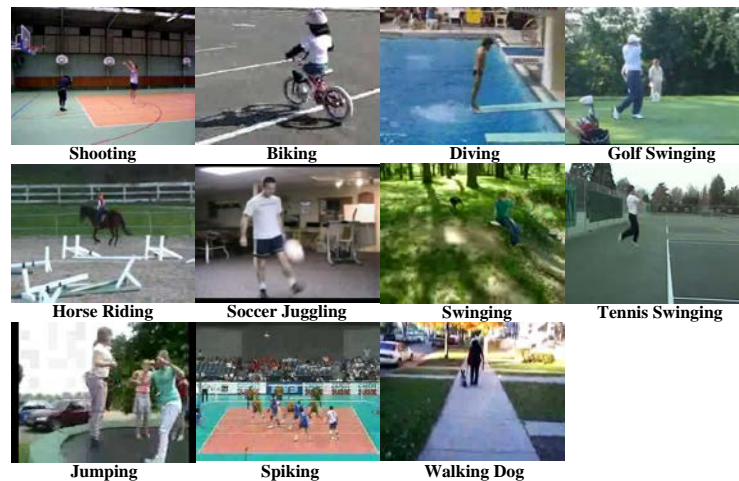 Shooting
Biking
Diving
Golf Swinging
Horse Riding
Soccer Juggling
Swinging
Tennis Swinging
Jumping
Spiking
Walking Dog